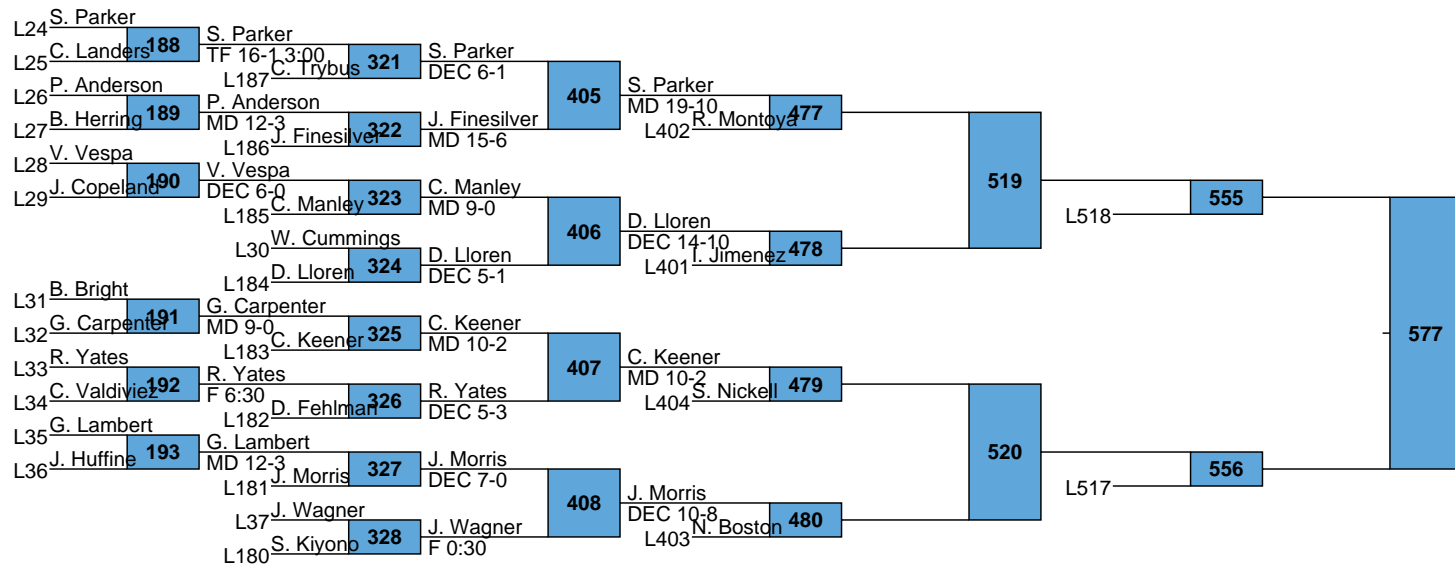 S. Parker
L24
188
C. Landers
L25
S. Parker
TF 16-1 3:00
321
C. Trybus
L187
S. Parker
DEC 6-1
P. Anderson
L26
189
B. Herring
L27
P. Anderson
MD 12-3
322
J. Finesilver
L186
J. Finesilver
MD 15-6
405
S. Parker
MD 19-10
477
R. Montoya
L402
V. Vespa
L28
190
J. Copeland
L29
V. Vespa
DEC 6-0
323
C. Manley
L185
C. Manley
MD 9-0
W. Cummings
L30
324
D. Lloren
L184
D. Lloren
DEC 5-1
406
D. Lloren
DEC 14-10
478
I. Jimenez
L401
519
555
L518
B. Bright
L31
191
G. Carpenter
L32
G. Carpenter
MD 9-0
325
C. Keener
L183
C. Keener
MD 10-2
R. Yates
L33
192
C. Valdiviez
L34
R. Yates
F 6:30
326
D. Fehlman
L182
R. Yates
DEC 5-3
407
C. Keener
MD 10-2
479
S. Nickell
L404
G. Lambert
L35
193
J. Huffine
L36
G. Lambert
MD 12-3
327
J. Morris
L181
J. Morris
DEC 7-0
J. Wagner
L37
328
S. Kiyono
L180
J. Wagner
F 0:30
408
J. Morris
DEC 10-8
480
N. Boston
L403
520
556
L517
577